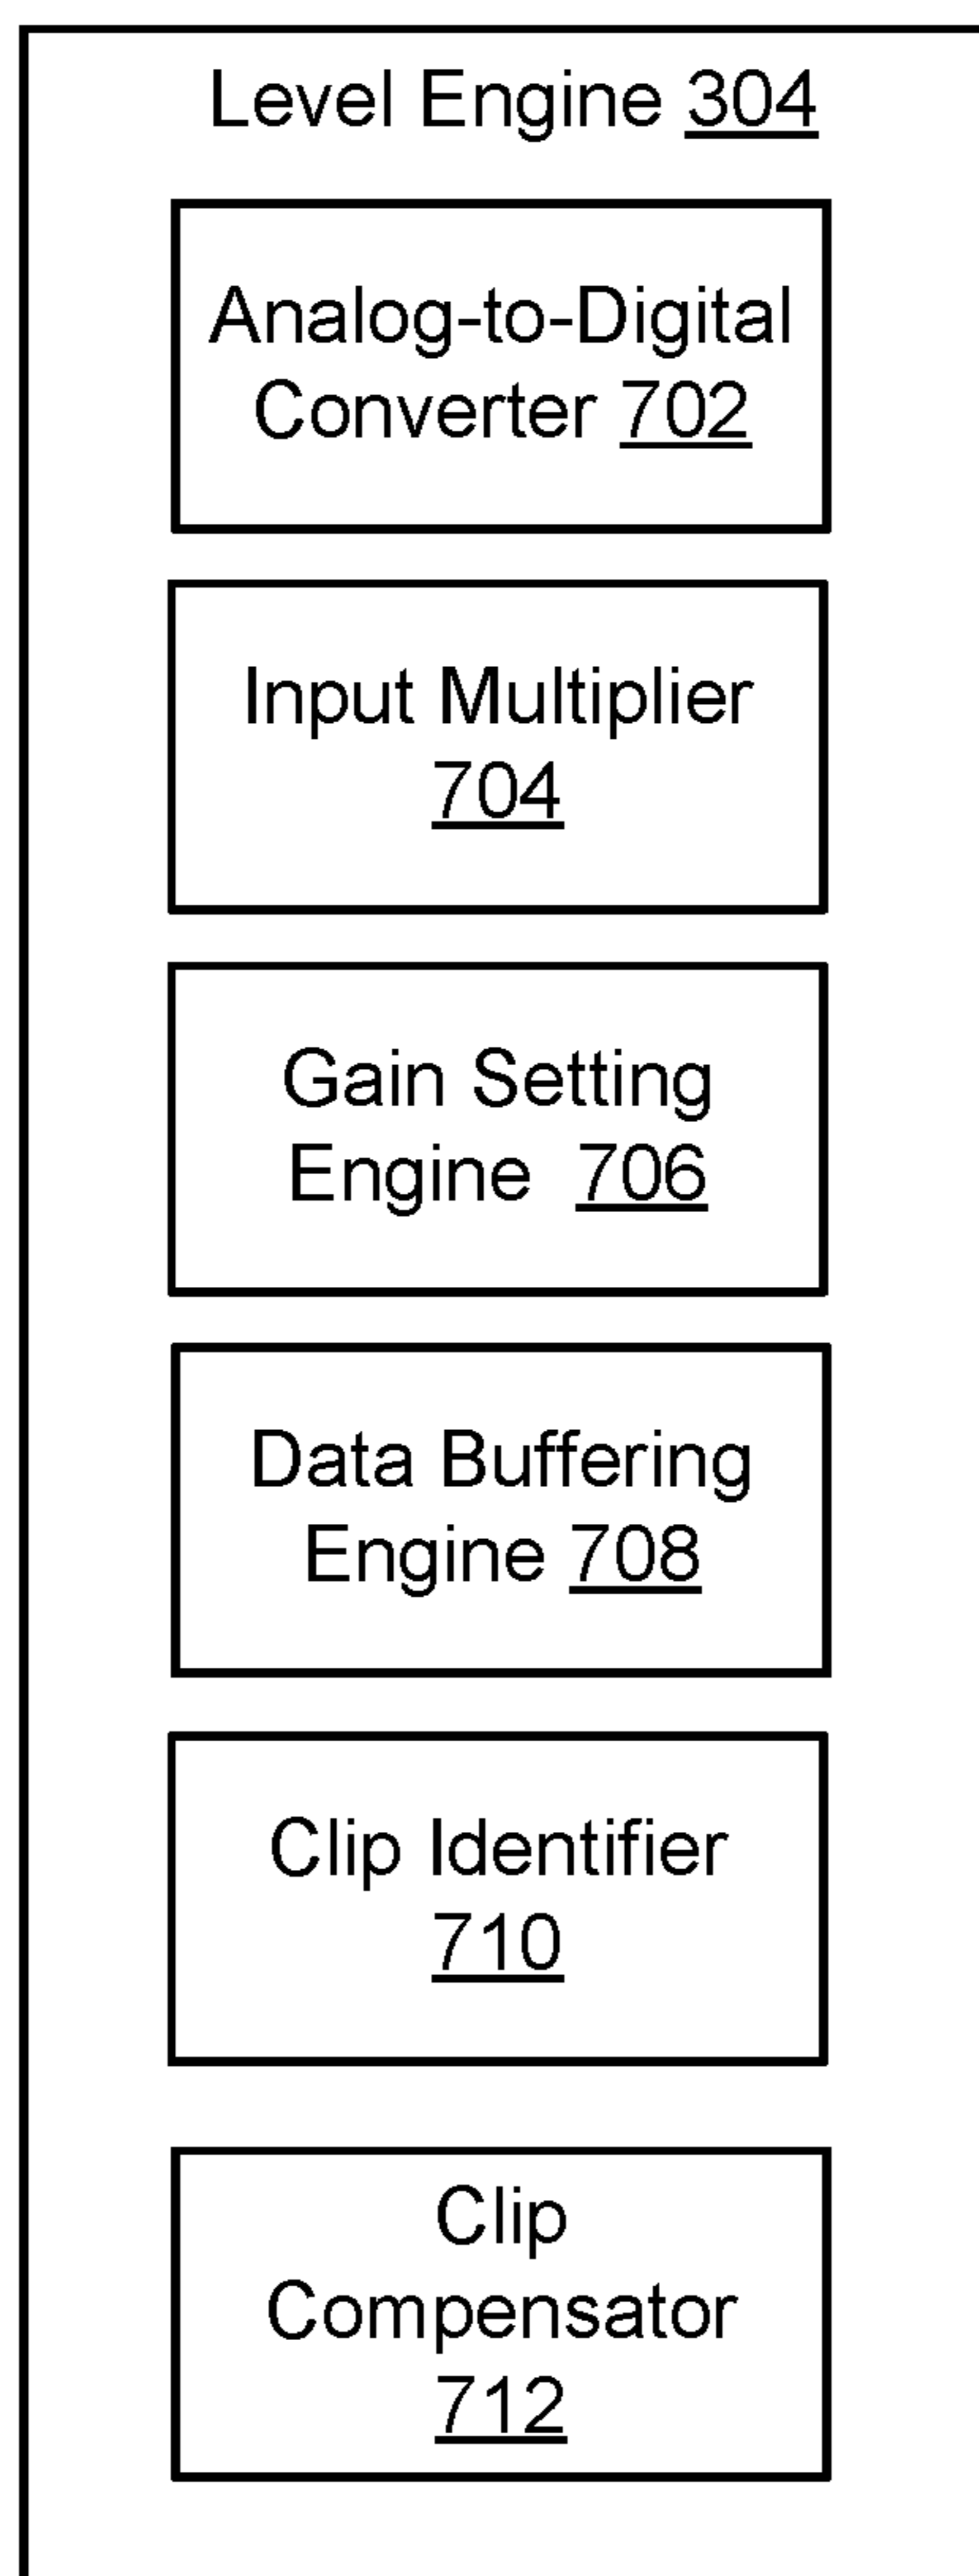 Level Engine 304
Analog-to-Digital
Converter 702
Input Multiplier
704
Gain Setting
Engine 706
Data Buffering
Engine 708
Clip Identifier
710
Clip
Compensator
712